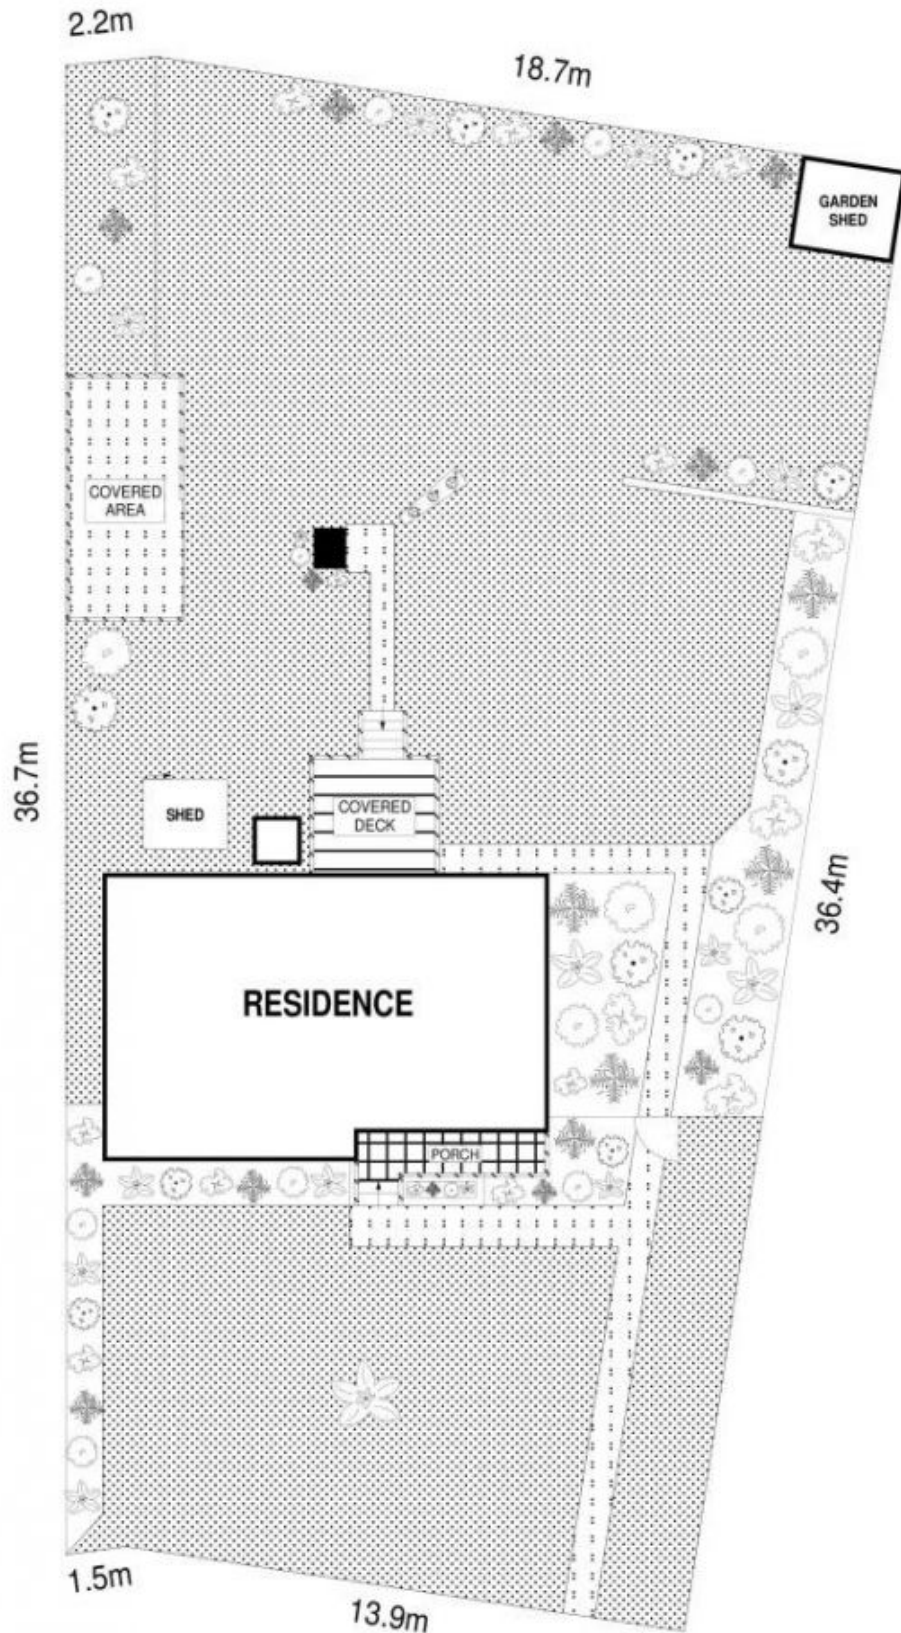 2.2m
18.7m
GARDEN
SHED
COVERED
AREA
36.7m
SHED
COVERED
DECK
36.4m
RESIDENCE
PORCH
1.5m
13.9m